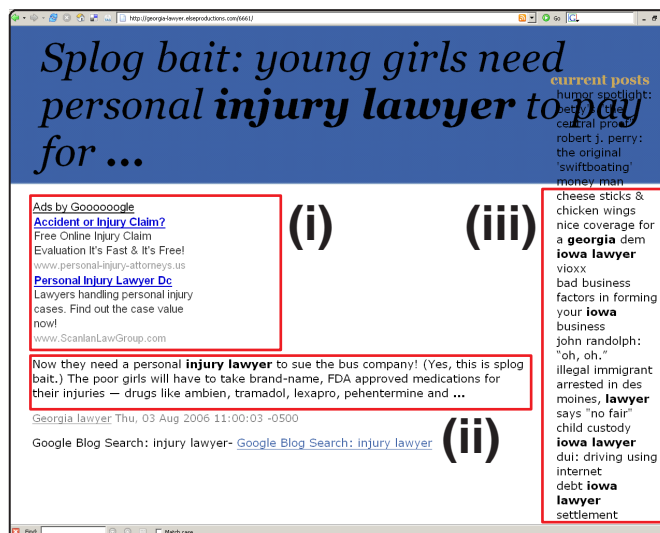 http://georgia-lawyer.elseproductions.com/6661/
Go
G
Splog bait: young girls need
personal injury lawyer to pay
for ...
current posts
humor spotlight:
betty's "the
central proof"
robert j. perry:
the original
'swiftboating'
money man
cheese sticks &
chicken wings
nice coverage for
a georgia dem
iowa lawyer
vioxx
bad business
factors in forming
your iowa
business
john randolph:
"oh, oh."
illegal immigrant
arrested in des
moines, lawyer
says "no fair"
child custody
iowa lawyer
dui: driving using
internet
debt iowa
lawyer
settlement
(i)
(iii)
Ads by Goooooogle
Accident or Injury Claim?
Free Online Injury Claim
Evaluation It's Fast & It's Free!
www.personal-injury-attorneys.us
Personal Injury Lawyer Dc
Lawyers handling personal injury
cases. Find out the case value
now!
www.ScanlanLawGroup.com
Now they need a personal injury lawyer to sue the bus company! (Yes, this is splog
bait.) The poor girls will have to take brand-name, FDA approved medications for
their injuries — drugs like ambien, tramadol, lexapro, pehentermine and ...
Georgia lawyer Thu, 03 Aug 2006 11:00:03 -0500
Google Blog Search: injury lawyer- Google Blog Search: injury lawyer
(ii)
Find:
Match case